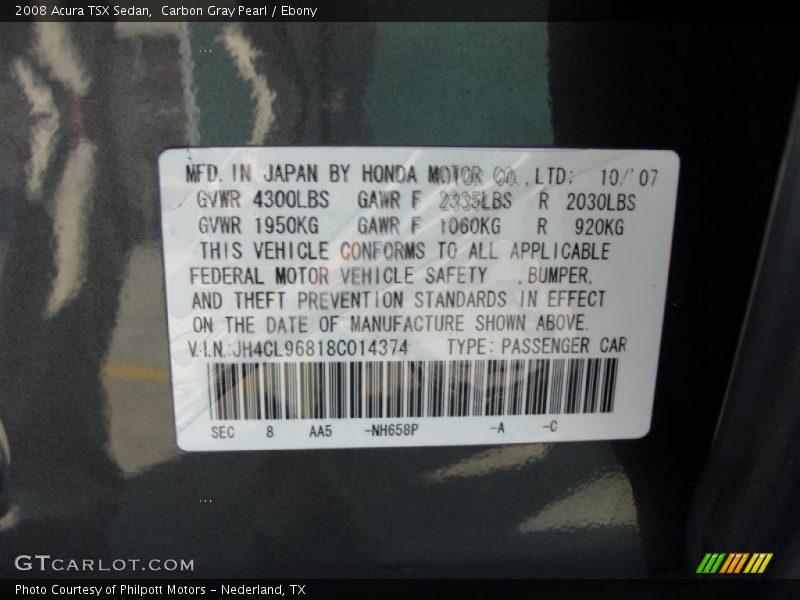 2008 Acura TSX Sedan,  Carbon Gray Pearl / Ebony
MFD. IN JAPAN BY HONDA MOTOR CO.,LTD: 10/'07
GVWR 4300LBS GAWR F 2335LBS R 2030LBS
GVWR 1950KG GAWR F 1060KG R 920KG
THIS VEHICLE CONFORMS TO ALL APPLICABLE
FEDERAL MOTOR VEHICLE SAFETY ,BUMPER,
AND THEFT PREVENTION STANDARDS IN EFFECT
ON THE DATE OF MANUFACTURE SHOWN ABOVE.
V.I.N.:JH4CL96818C014374 TYPE: PASSENGER CAR
SEC 8 AA5 -NH658P -A -C
GTCARLOT.COM
Photo Courtesy of Philpott Motors - Nederland, TX